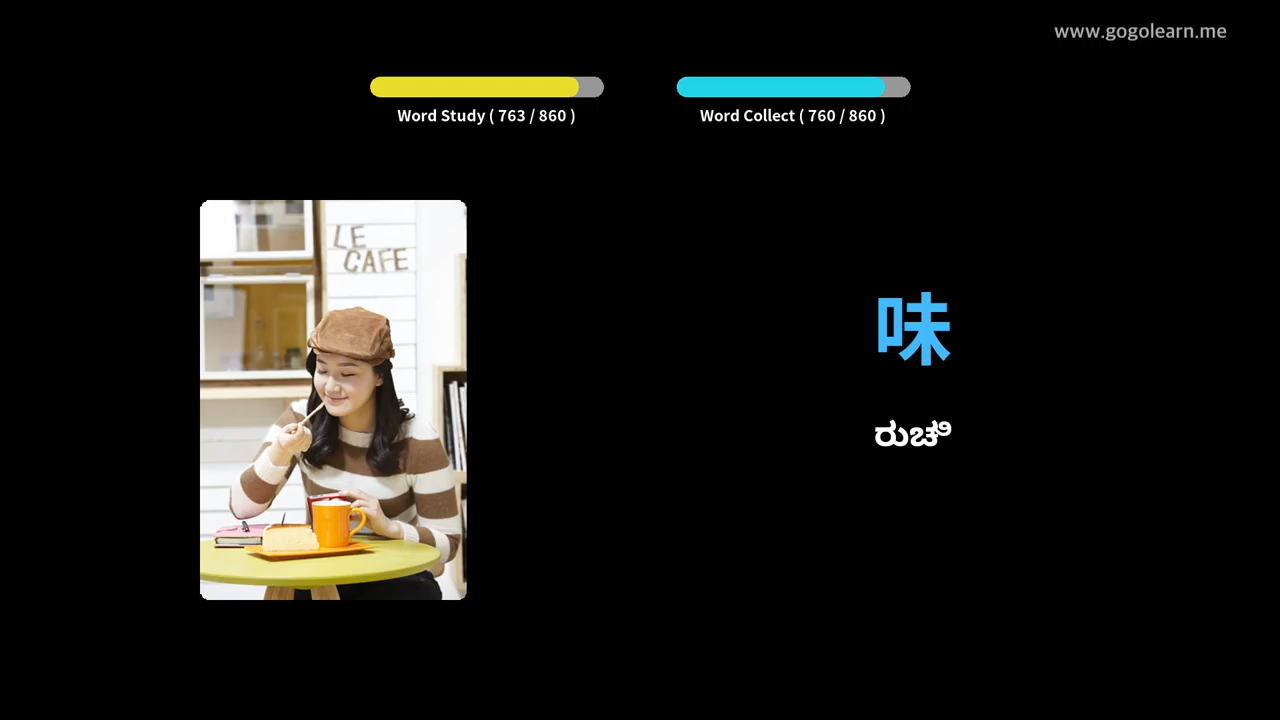 www.gogolearn.me
Word Study ( 763 / 860 )
Word Collect ( 760 / 860 )
LE
CAFE
味
ರುಚಿ